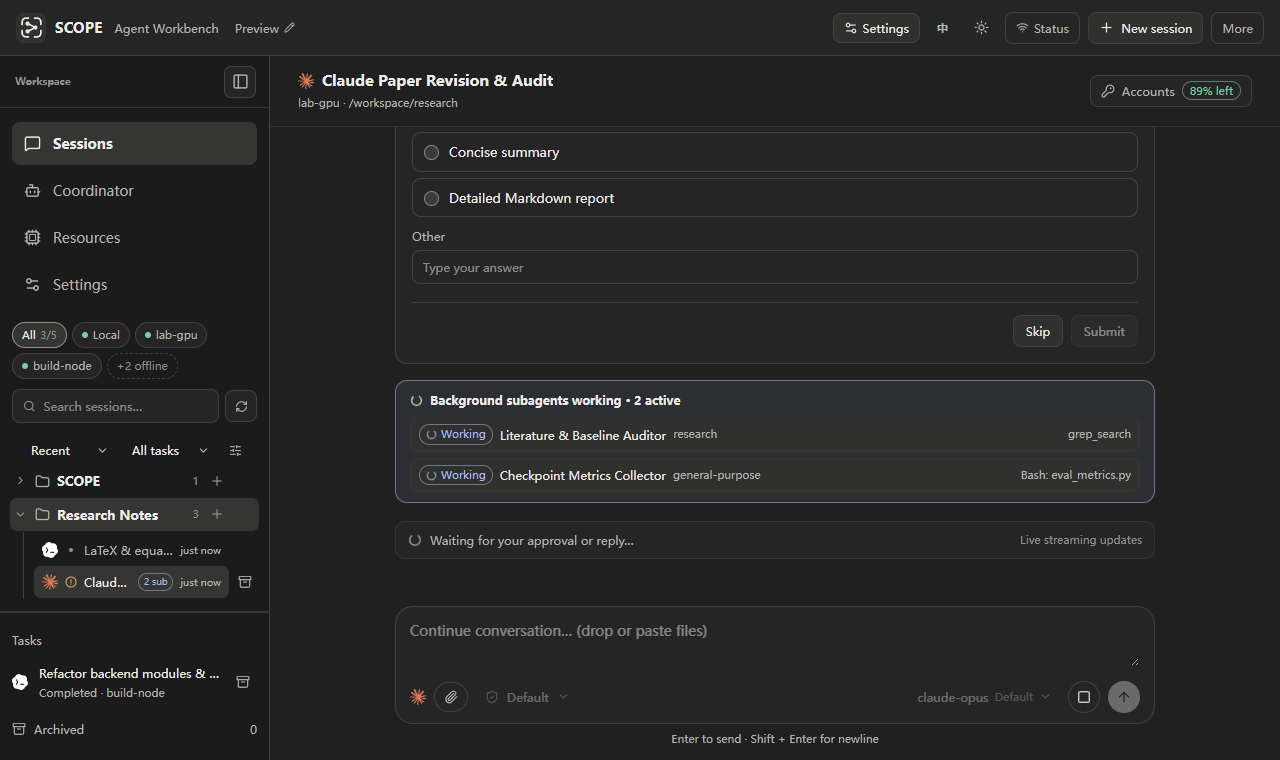 SCOPE Agent Workbench Preview Settings 中 Status + New session More
Workspace
Sessions
Coordinator
Resources
Settings
All 3/5 Local lab-gpu
build-node +2 offline
Search sessions...
Recent All tasks
SCOPE 1 +
Research Notes 3 +
LaTeX & equa... just now
Claud... 2 sub just now
Tasks
Refactor backend modules & ...
Completed · build-node
Archived 0
Claude Paper Revision & Audit
lab-gpu · /workspace/research
Accounts 89% left
Concise summary
Detailed Markdown report
Other
Type your answer
Skip Submit
Background subagents working • 2 active
Working Literature & Baseline Auditor research grep_search
Working Checkpoint Metrics Collector general-purpose Bash: eval_metrics.py
Waiting for your approval or reply... Live streaming updates
Continue conversation... (drop or paste files)
Default claude-opus Default
Enter to send · Shift + Enter for newline